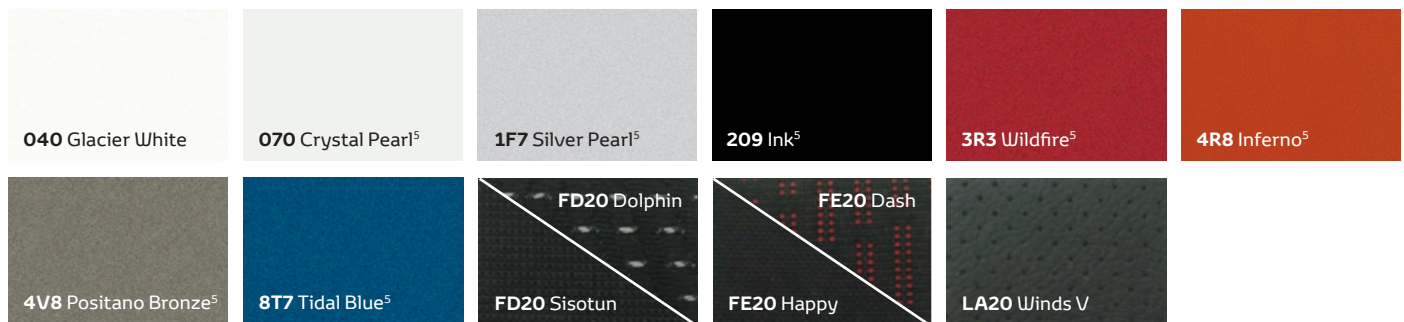 040 Glacier White
070 Crystal Pearl⁵
1F7 Silver Pearl⁵
209 Ink⁵
3R3 Wildfire⁵
4R8 Inferno⁵
4V8 Positano Bronze⁵
8T7 Tidal Blue⁵
FD20 Dolphin
FD20 Sisotun
FE20 Dash
FE20 Happy
LA20 Winds V